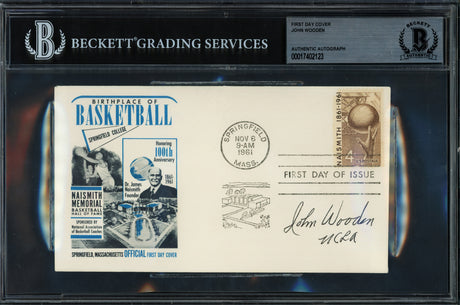 BECKETT GRADING SERVICES
FIRST DAY COVER
JOHN WOODEN
AUTHENTIC AUTOGRAPH
00017402123
BECKETT
AUTHENTIC
BIRTHPLACE OF
BASKETBALL
SPRINGFIELD COLLEGE
Honoring
100th
Anniversary
1861-
1961
Dr. James
Naismith
Founder
NAISMITH
MEMORIAL
BASKETBALL
HALL OF FAME
SPONSORED BY
National Association
of Basketball Coaches
SPRINGFIELD, MASSACHUSETTS OFFICIAL FIRST DAY COVER
SPRINGFIELD
NOV 6
9-AM
1961
MASS.
NAISMITH 1861-1961
FIRST DAY OF ISSUE
John Wooden
UCLA